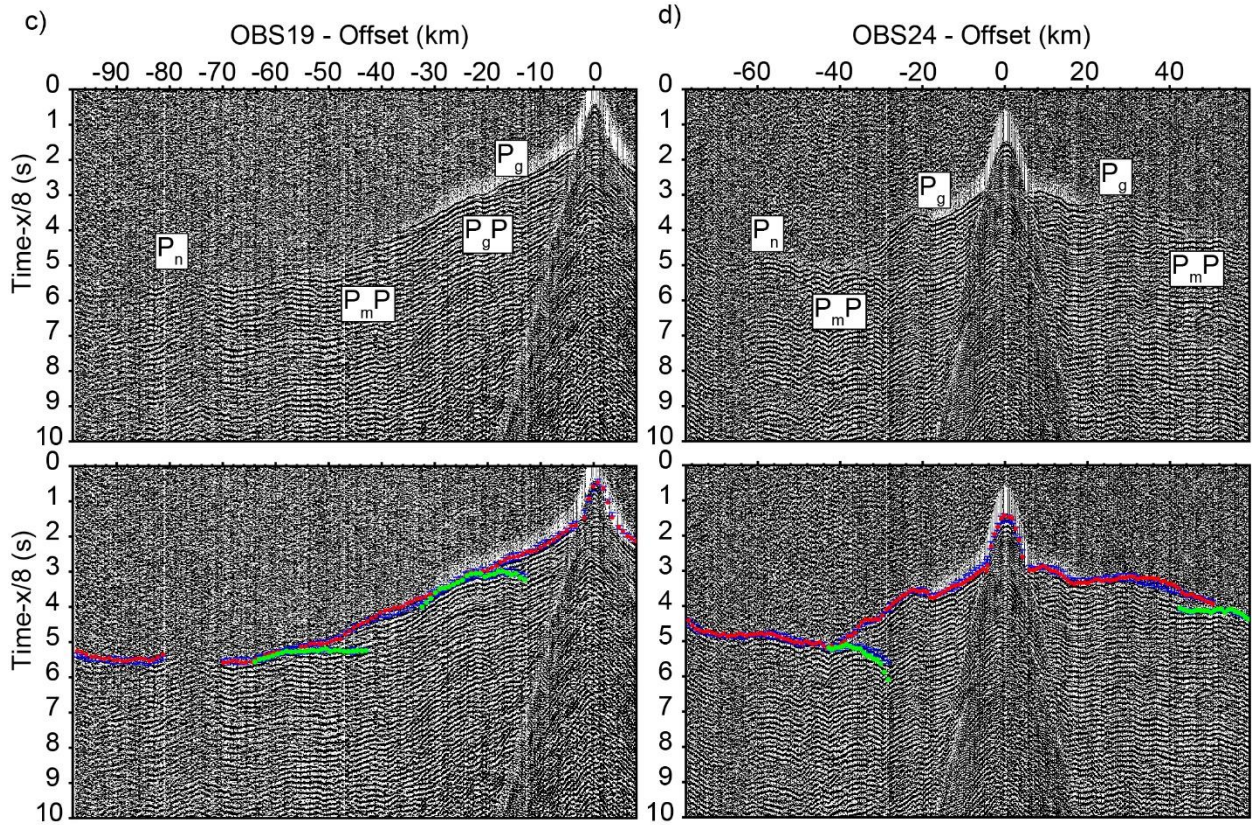 c)
OBS19 - Offset (km)
-90 -80 -70 -60 -50 -40 -30 -20 -10 0
Time-x/8 (s)
0
1
2
3
4
5
6
7
8
9
10
Pg
PgP
Pn
PmP
Time-x/8 (s)
0
1
2
3
4
5
6
7
8
9
10
d)
OBS24 - Offset (km)
-60 -40 -20 0 20 40
0
1
2
3
4
5
6
7
8
9
10
Pg
Pg
Pn
PmP
PmP
0
1
2
3
4
5
6
7
8
9
10